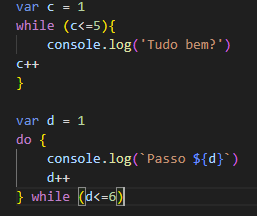 var c = 1
while (c<=5){
    console.log('Tudo bem?')
c++
}

var d = 1
do {
    console.log(`Passo ${d}`)
    d++
} while (d<=6)